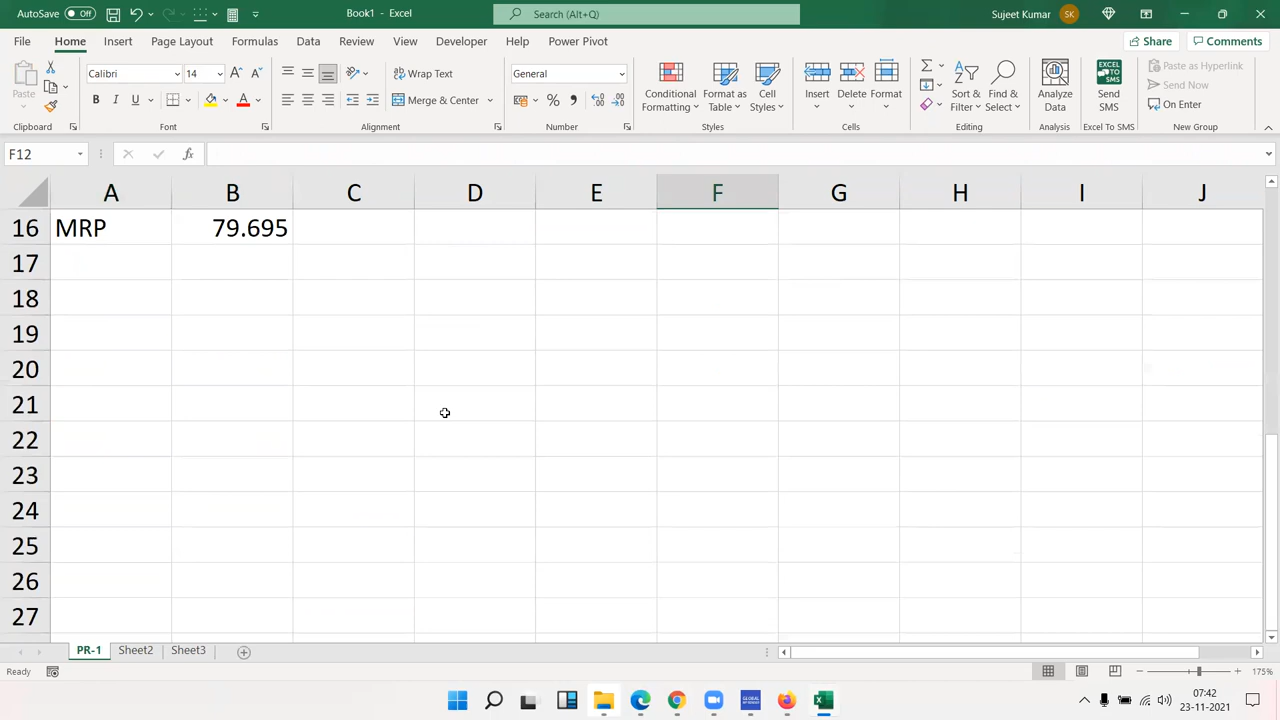 AutoSave Off Book1 - Excel Search (Alt+Q) Sujeet Kumar SK
File Home Insert Page Layout Formulas Data Review View Developer Help Power Pivot Share Comments
Paste Calibri 14 Wrap Text General Conditional Formatting Format as Table Cell Styles Insert Delete Format Sort & Filter Find & Select Analyze Data Send SMS Paste as Hyperlink
B I U Merge & Center Send Now
On Enter
Clipboard Font Alignment Number Styles Cells Editing Analysis Excel To SMS New Group
F12 fx
A B C D E F G H I J
16 MRP 79.695
17
18
19
20
21
22
23
24
25
26
27
PR-1 Sheet2 Sheet3
Ready 175%
07:42
23-11-2021